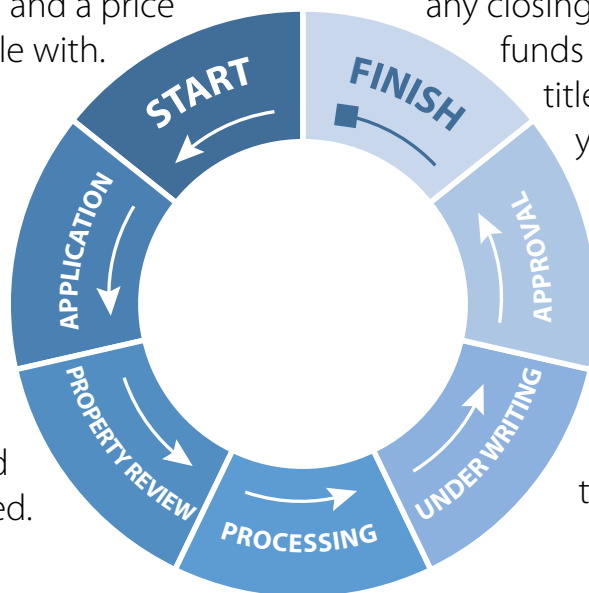 and a price
le with.
any closing
funds
title
y
START
APPLICATION
PROPERTY REVIEW
PROCESSING
UNDER WRITING
APPROVAL
FINISH
ed.
t